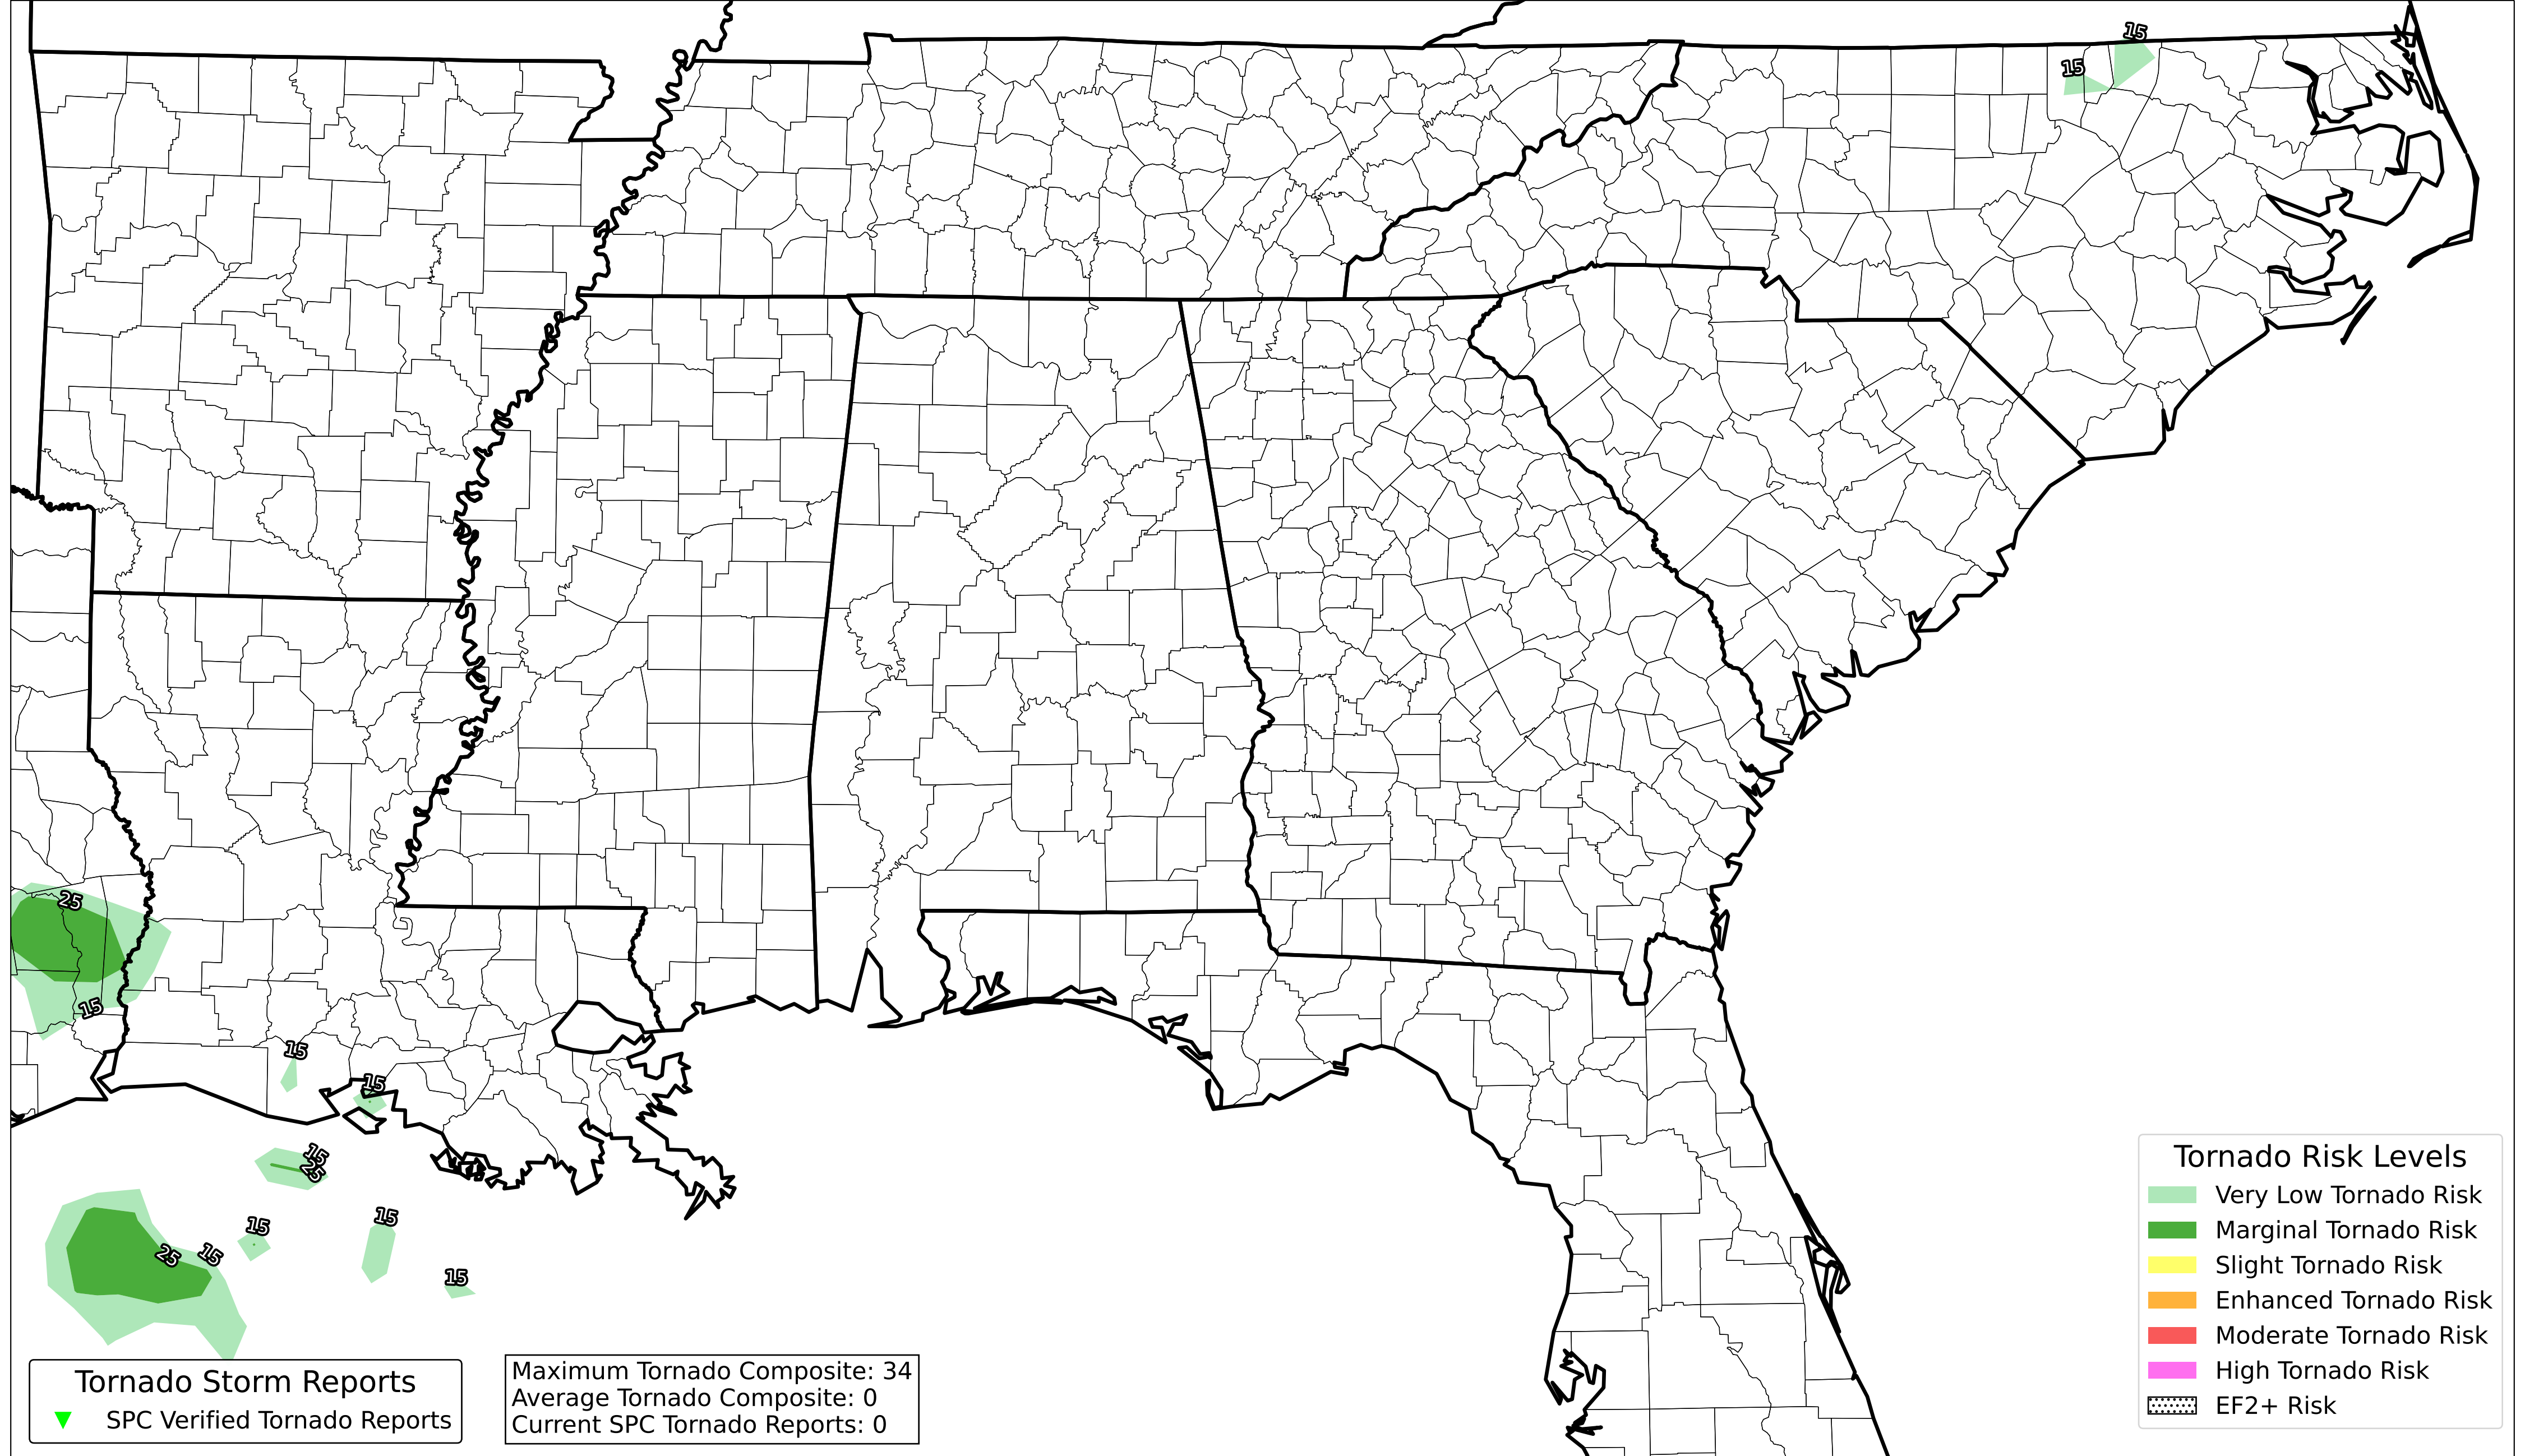 15
15
25
15
15
15
15
25
15
15
25
15
15
Tornado Risk Levels
Very Low Tornado Risk
Marginal Tornado Risk
Slight Tornado Risk
Enhanced Tornado Risk
Moderate Tornado Risk
High Tornado Risk
EF2+ Risk
Tornado Storm Reports
SPC Verified Tornado Reports
Maximum Tornado Composite: 34
Average Tornado Composite: 0
Current SPC Tornado Reports: 0